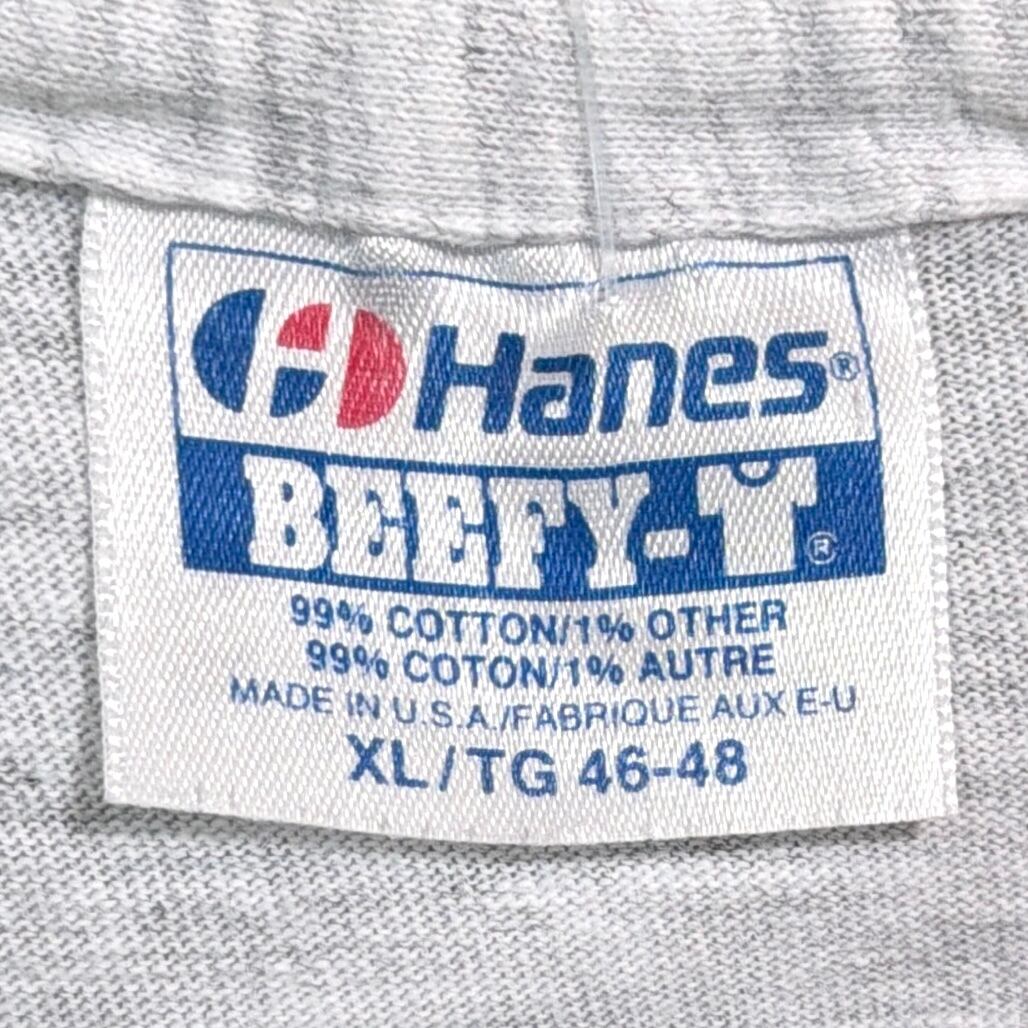 Hanes®
BEEFY-T®
99% COTTON/1% OTHER
99% COTON/1% AUTRE
MADE IN U.S.A./FABRIQUE AUX E-U
XL/TG 46-48